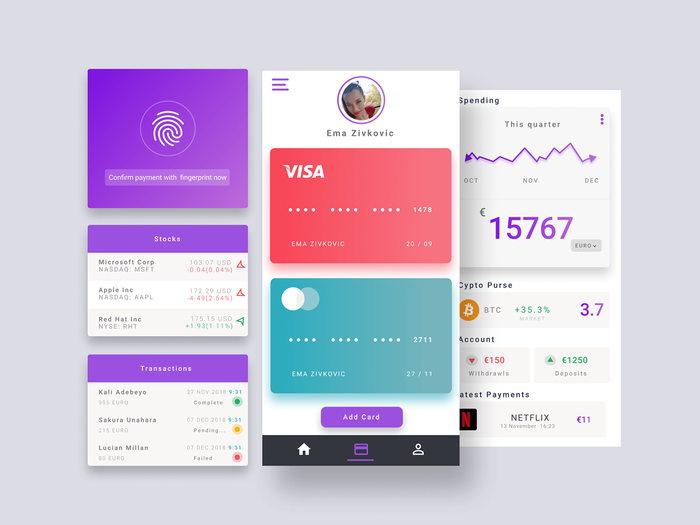 Confirm payment with fingerprint now
Stocks
Microsoft Corp 103.07 USD
NASDAQ: MSFT -0.04(0.04%)
Apple Inc 172.29 USD
NASDAQ: AAPL -4.49(2.54%)
Red Hat Inc 175.15 USD
NYSE: RHT +1.93(1.11%)
Transactions
Kali Adebeyo 27 NOV 2018 9:31
905 EURO Complete
Sakura Unahara 07 DEC 2018 9:31
215 EURO Pending...
Lucian Millan 07 DEC 2018 9:31
86 EURO Failed
Ema Zivkovic
VISA
1478
EMA ZIVKOVIC 20 / 09
2711
EMA ZIVKOVIC 27 / 11
Add Card
Spending
This quarter
OCT NOV DEC
€ 15767
EURO
Cypto Purse
BTC +35.3% 3.7
MARKET
Account
€150 €1250
Withdrawls Deposits
atest Payments
N NETFLIX €11
13 November 16:23